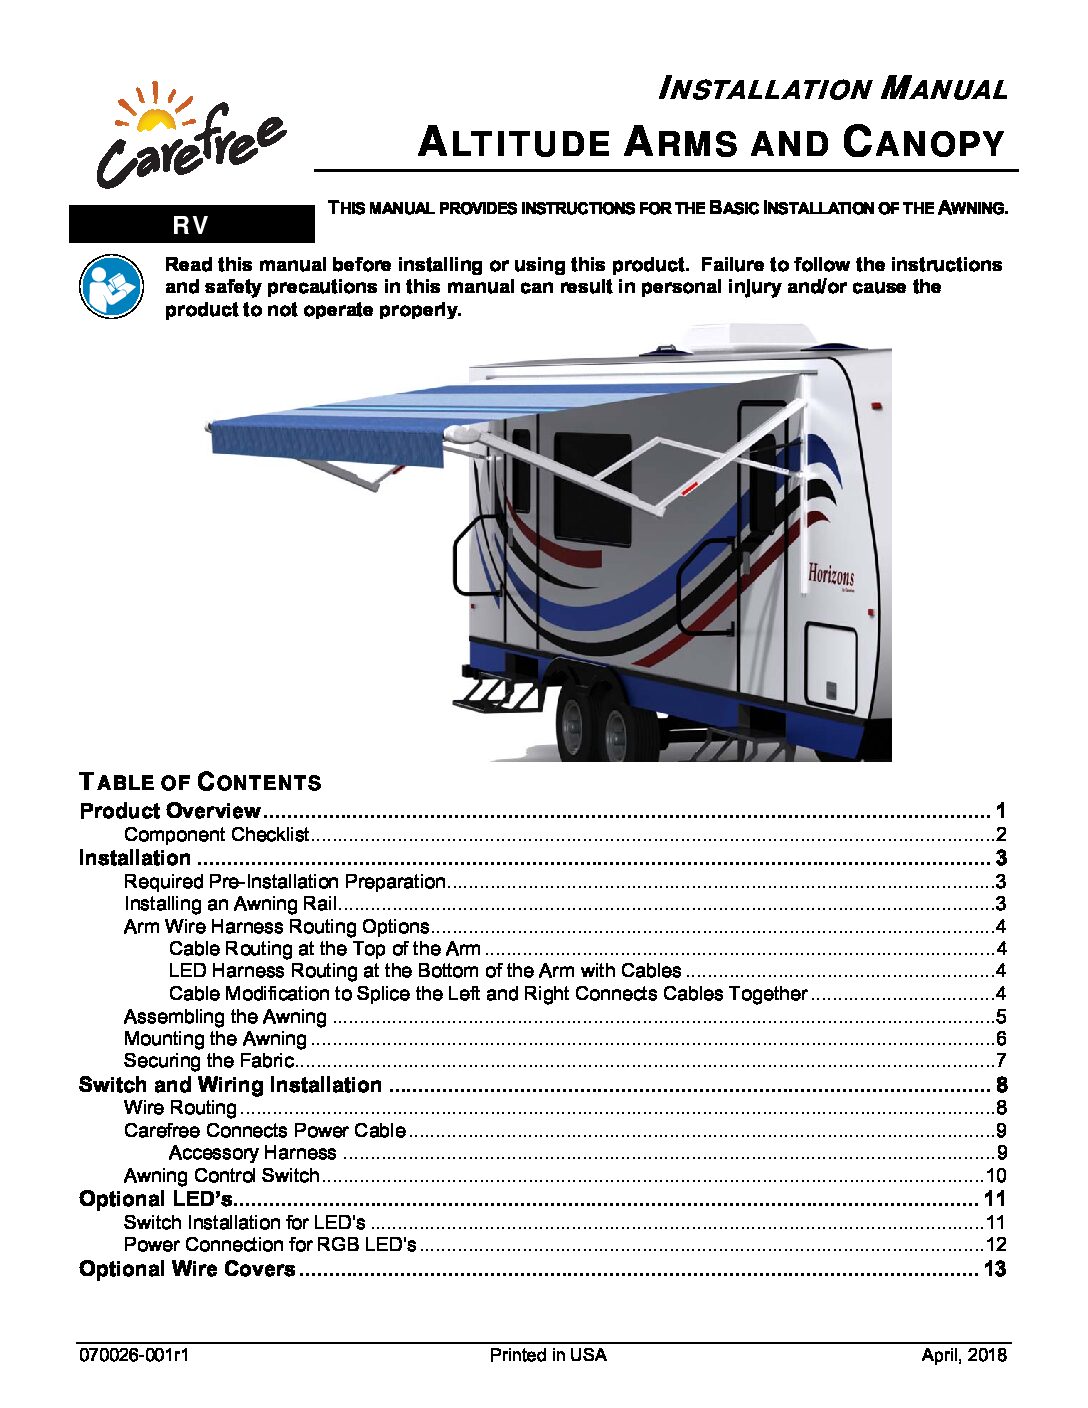 Carefree
INSTALLATION MANUAL
ALTITUDE ARMS AND CANOPY
RV
THIS MANUAL PROVIDES INSTRUCTIONS FOR THE BASIC INSTALLATION OF THE AWNING.
Read this manual before installing or using this product. Failure to follow the instructions
and safety precautions in this manual can result in personal injury and/or cause the
product to not operate properly.
Horizons
TABLE OF CONTENTS
Product Overview 1
Component Checklist 2
Installation 3
Required Pre-Installation Preparation 3
Installing an Awning Rail 3
Arm Wire Harness Routing Options 4
Cable Routing at the Top of the Arm 4
LED Harness Routing at the Bottom of the Arm with Cables 4
Cable Modification to Splice the Left and Right Connects Cables Together 4
Assembling the Awning 5
Mounting the Awning 6
Securing the Fabric 7
Switch and Wiring Installation 8
Wire Routing 8
Carefree Connects Power Cable 9
Accessory Harness 9
Awning Control Switch 10
Optional LED's 11
Switch Installation for LED's 11
Power Connection for RGB LED's 12
Optional Wire Covers 13
070026-001r1 Printed in USA April, 2018